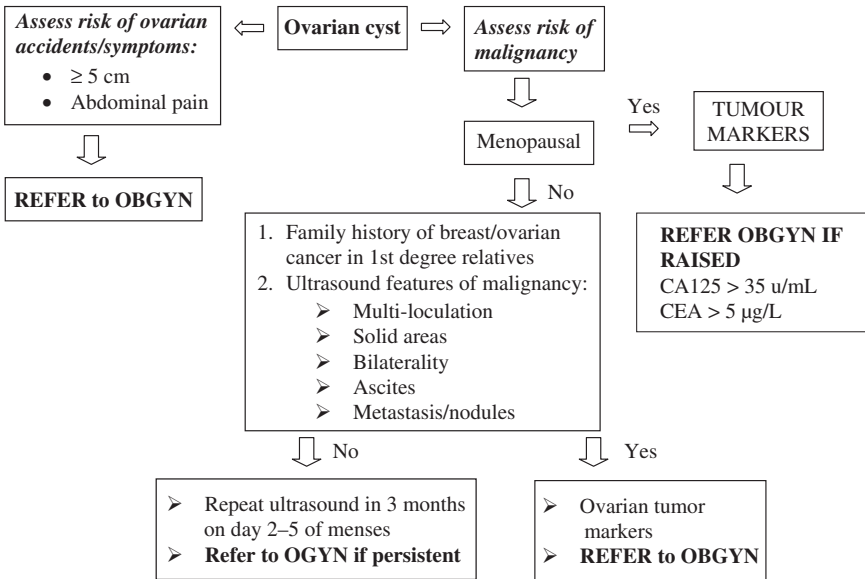 Ovarian cyst
Assess risk of ovarian
accidents/symptoms:
• ≥ 5 cm
• Abdominal pain
REFER to OBGYN
Assess risk of
malignancy
Menopausal
Yes
TUMOUR
MARKERS
REFER OBGYN IF
RAISED
CA125 > 35 u/mL
CEA > 5 µg/L
No
1. Family history of breast/ovarian
cancer in 1st degree relatives
2. Ultrasound features of malignancy:
➢ Multi-loculation
➢ Solid areas
➢ Bilaterality
➢ Ascites
➢ Metastasis/nodules
No
➢ Repeat ultrasound in 3 months
on day 2–5 of menses
➢ Refer to OGYN if persistent
Yes
➢ Ovarian tumor
markers
➢ REFER to OBGYN